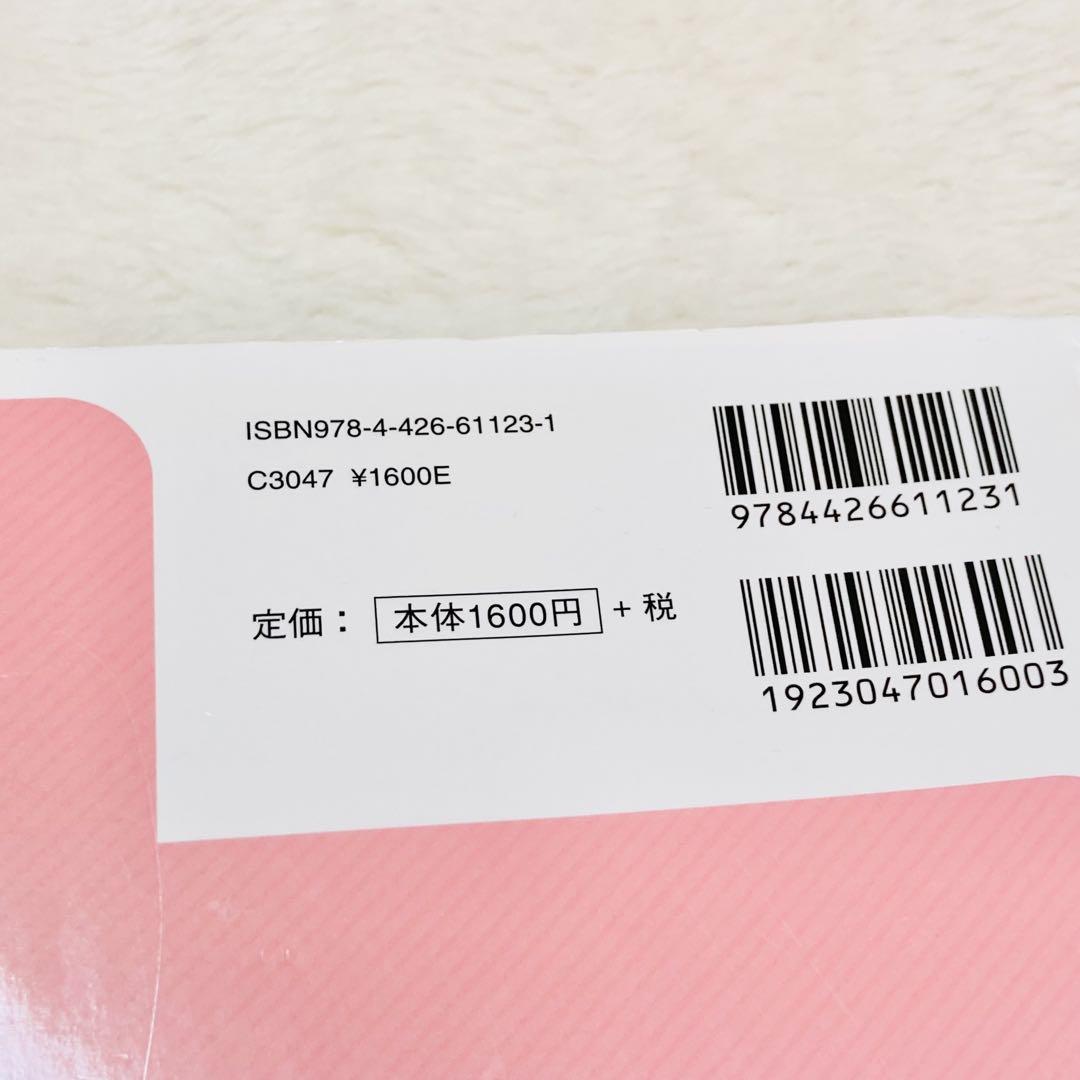 ISBN978-4-426-61123-1
C3047 ¥1600E
定価： 本体1600円 + 税
9784426611231
1923047016003